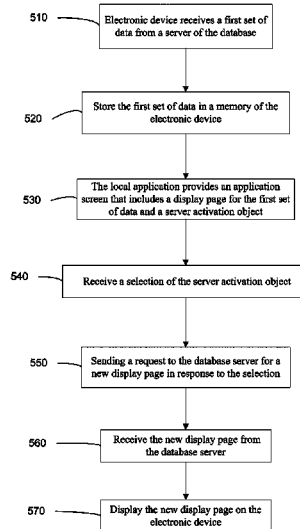 510
Electronic device receives a first set of
data from a server of the database
520
Store the first set of data in a memory of the
electronic device
530
The local application provides an application
screen that includes a display page for the first set
of data and a server activation object
540
Receive a selection of the server activation object
550
Sending a request to the database server for a
new display page in response to the selection
560
Receive the new display page from
the database server
570
Display the new display page on the
electronic device